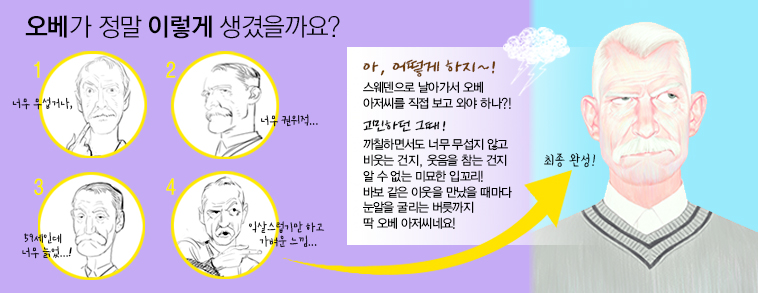 오베가 정말 이렇게 생겼을까요?
1
너무 무섭거나,
2
너무 권위적...
3
59세인데
너무 늙었...!
4
익살스럽기만 하고
가벼운 느낌...
아, 어떻게 하지~!
스웨덴으로 날아가서 오베
아저씨를 직접 보고 와야 하나?!
고민하던 그때!
까칠하면서도 너무 무섭지 않고
비웃는 건지, 웃음을 참는 건지
알 수 없는 미묘한 입꼬리!
바보 같은 이웃을 만났을 때마다
눈알을 굴리는 버릇까지
딱 오베 아저씨네요!
최종 완성!